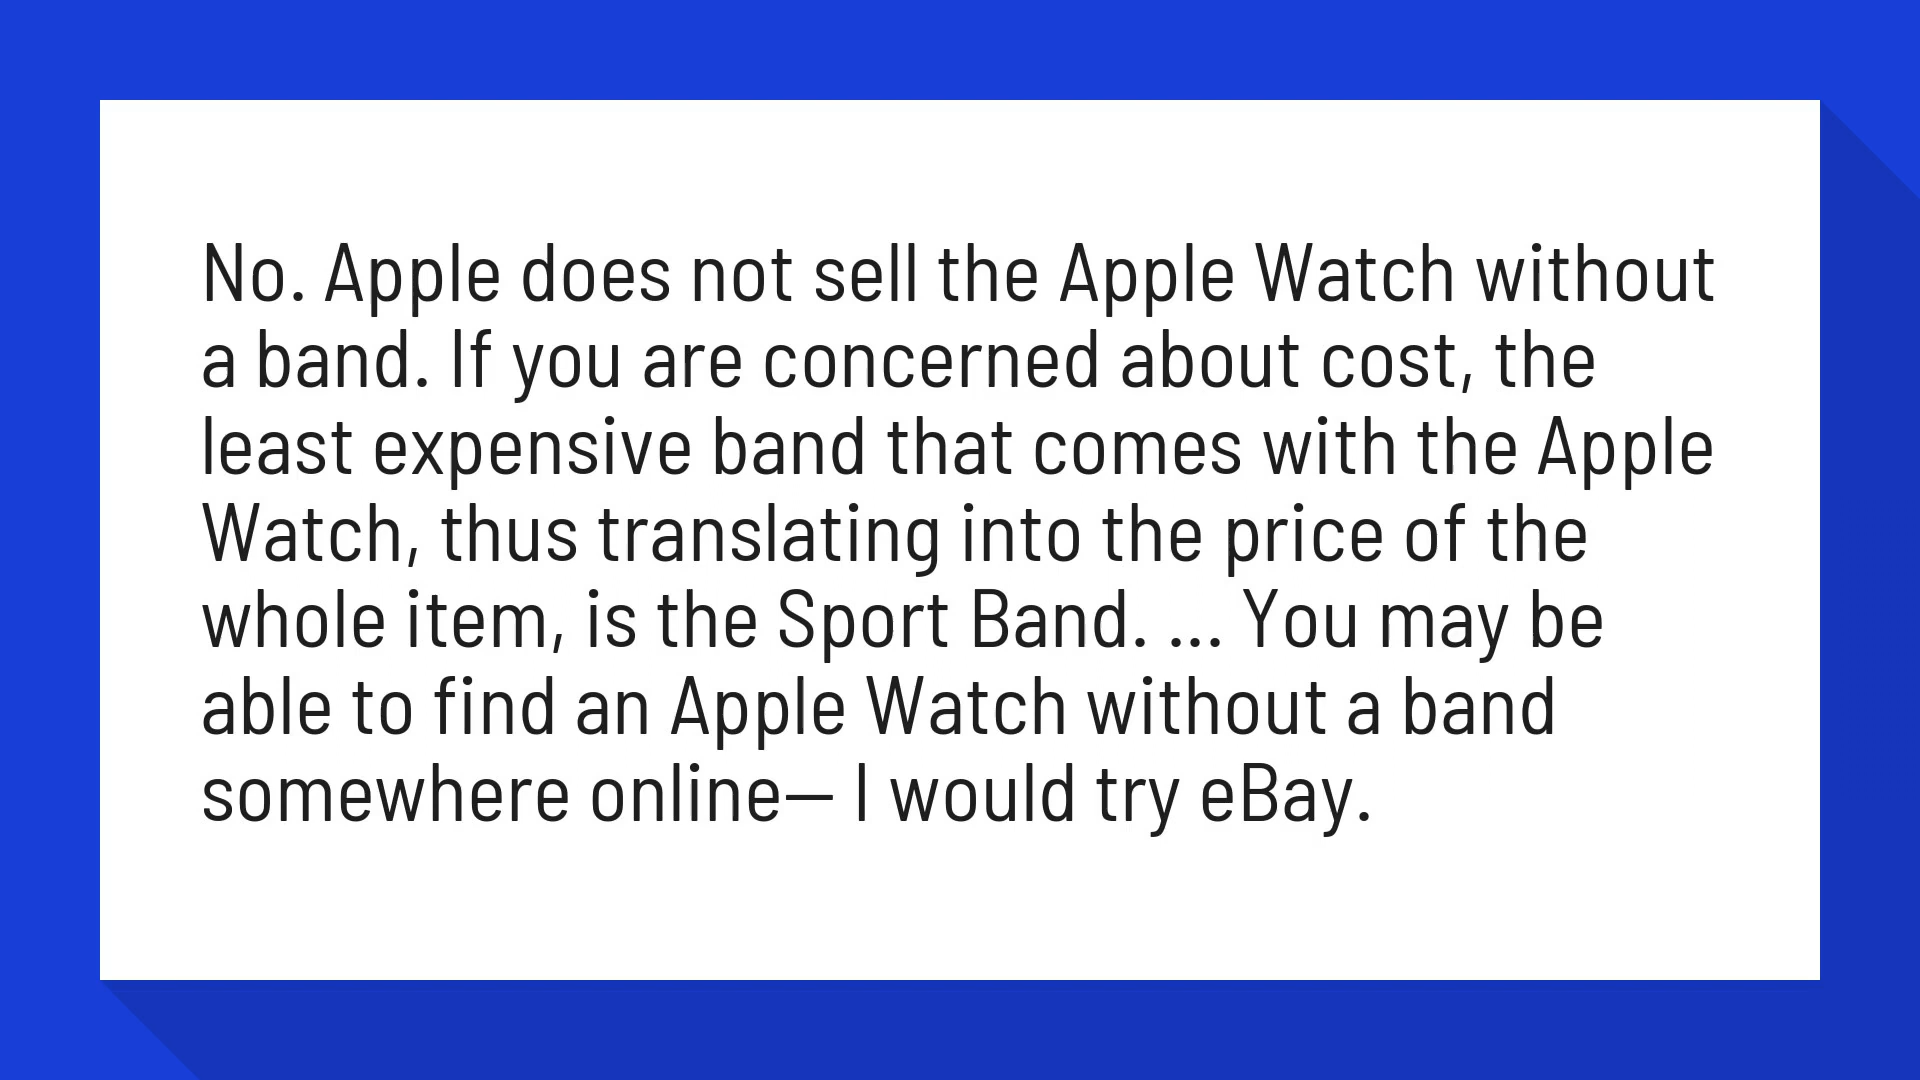 No. Apple does not sell the Apple Watch without
a band. If you are concerned about cost, the
least expensive band that comes with the Apple
Watch, thus translating into the price of the
whole item, is the Sport Band. ... You may be
able to find an Apple Watch without a band
somewhere online— I would try eBay.